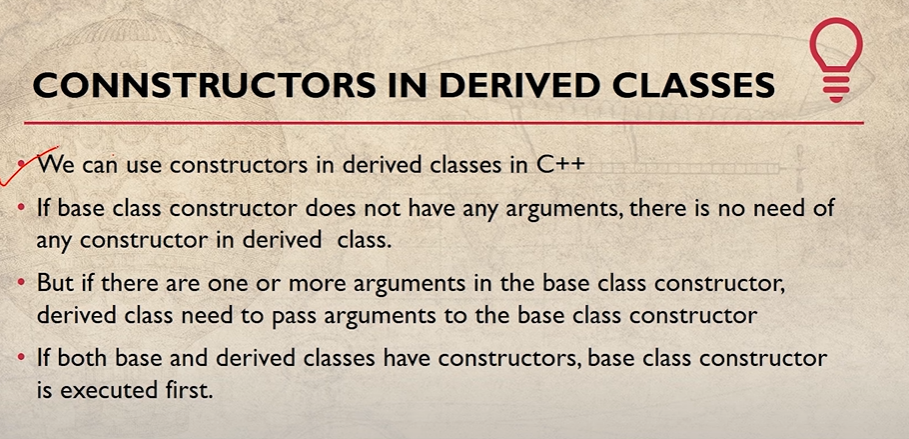 CONNSTRUCTORS IN DERIVED CLASSES
• We can use constructors in derived classes in C++
• If base class constructor does not have any arguments, there is no need of
any constructor in derived class.
• But if there are one or more arguments in the base class constructor,
derived class need to pass arguments to the base class constructor
• If both base and derived classes have constructors, base class constructor
is executed first.